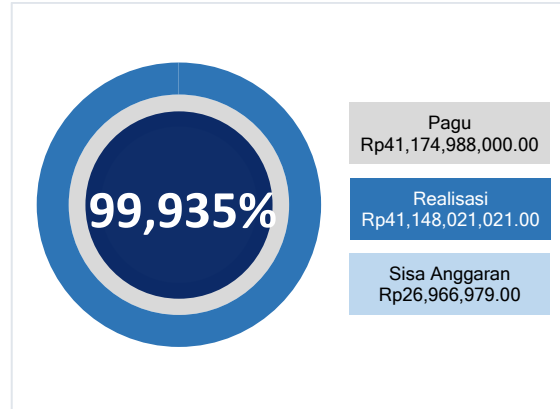 99,935%
Pagu
Rp41,174,988,000.00
Realisasi
Rp41,148,021,021.00
Sisa Anggaran
Rp26,966,979.00